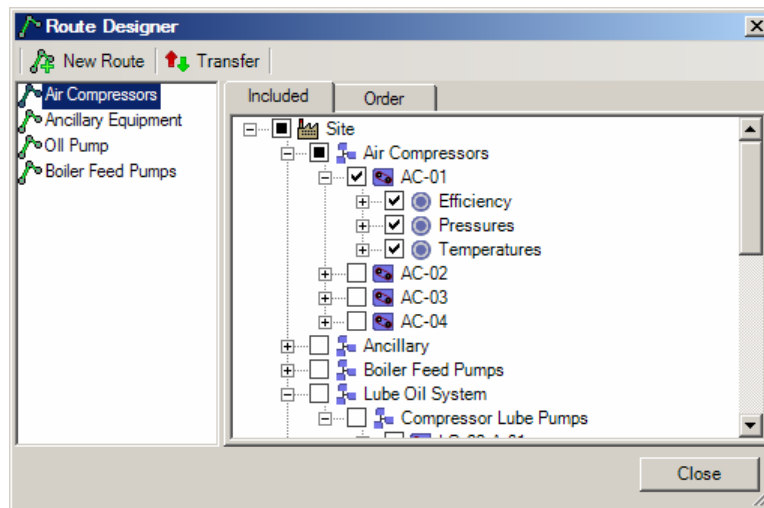 Route Designer
New Route Transfer
Air Compressors
Ancillary Equipment
OIl Pump
Boiler Feed Pumps
Included Order
Site
Air Compressors
AC-01
Efficiency
Pressures
Temperatures
AC-02
AC-03
AC-04
Ancillary
Boiler Feed Pumps
Lube Oil System
Compressor Lube Pumps
Close